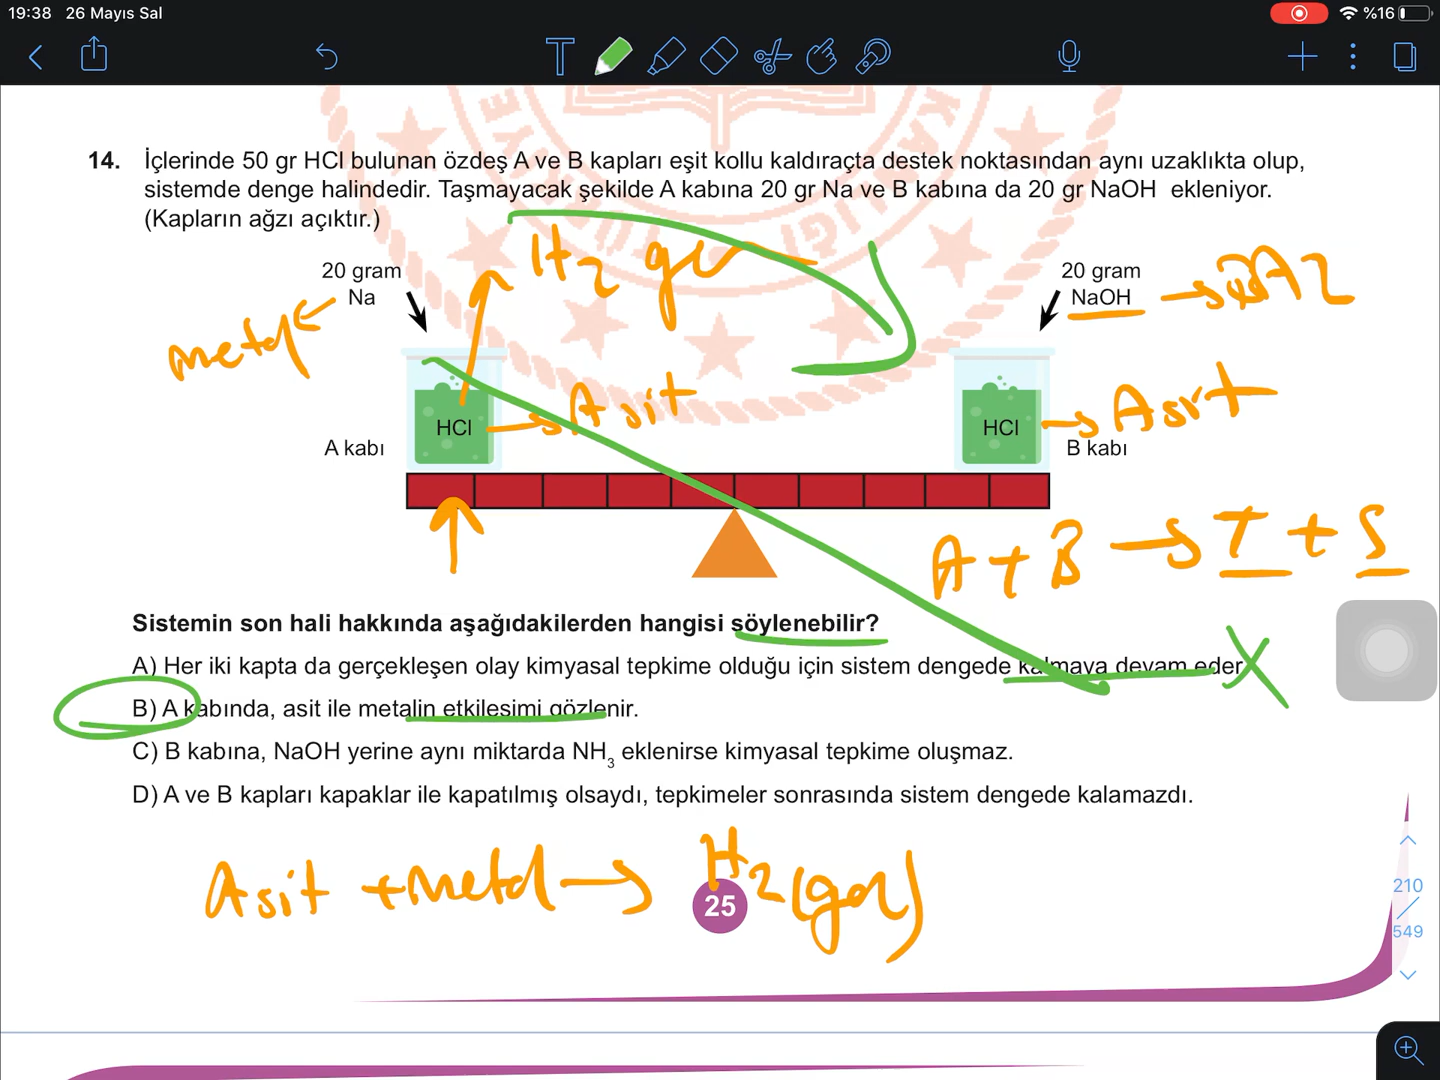 19:38 26 Mayıs Sal %16
14. İçlerinde 50 gr HCl bulunan özdeş A ve B kapları eşit kollu kaldıraçta destek noktasından aynı uzaklıkta olup,
sistemde denge halindedir. Taşmayacak şekilde A kabına 20 gr Na ve B kabına da 20 gr NaOH ekleniyor.
(Kapların ağzı açıktır.)
H2
20 gram
Na
metal
20 gram
NaOH
HCl
Asit
A kabı
HCl
Asit
B kabı
A + B → T + S
Sistemin son hali hakkında aşağıdakilerden hangisi söylenebilir?
A) Her iki kapta da gerçekleşen olay kimyasal tepkime olduğu için sistem dengede kalmaya devam eder
B) A kabında, asit ile metalin etkileşimi gözlenir.
C) B kabına, NaOH yerine aynı miktarda NH3 eklenirse kimyasal tepkime oluşmaz.
D) A ve B kapları kapaklar ile kapatılmış olsaydı, tepkimeler sonrasında sistem dengede kalamazdı.
Asit + metal → H2 (gaz)
25
210
549